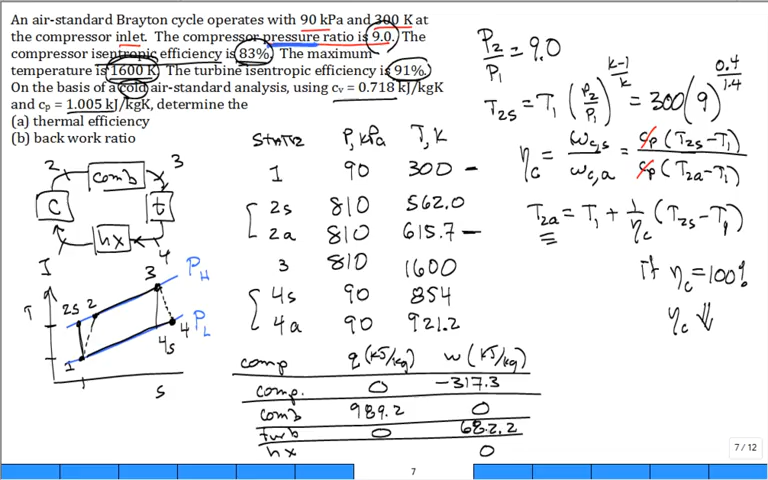 An air-standard Brayton cycle operates with 90 kPa and 300 K at
the compressor inlet. The compressor pressure ratio is 9.0. The
compressor isentropic efficiency is 83%. The maximum
temperature is 1600 K. The turbine isentropic efficiency is 91%.
On the basis of a cold air-standard analysis, using cv = 0.718 kJ/kgK
and cp = 1.005 kJ/kgK, determine the
(a) thermal efficiency
(b) back work ratio
P2/P1 = 9.0
T2s = T1 (P2/P1)^(k-1/k) = 300(9)^(0.4/1.4)
ηc = wc,s/wc,a = cp(T2s-T1)/cp(T2a-T1)
T2a = T1 + 1/ηc (T2s-T1)
if ηc = 100%
ηc ↓
2 comb 3
C t
1 hx 4
T 2s 2 3 PH
1 4s 4 PL
s
State P, kPa T, K
1 90 300
2s 810 562.0
2a 810 615.7
3 810 1600
4s 90 854
4a 90 921.2
comp q (kJ/kg) w (kJ/kg)
comp. 0 -317.3
comb 989.2 0
turb 0 682.2
hx 0
7/12
7